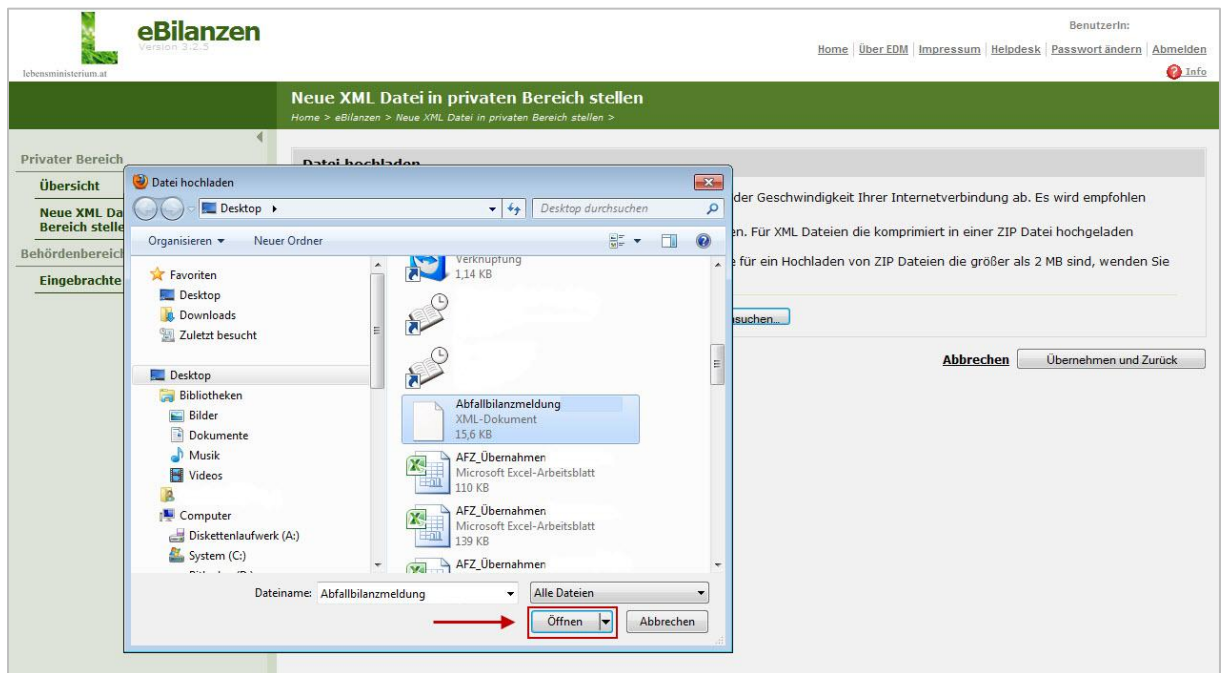 eBilanzen
Version 3.2.5
lebensministerium.at
BenutzerIn:
Home | Über EDM | Impressum | Helpdesk | Passwort ändern | Abmelden
Info
Neue XML Datei in privaten Bereich stellen
Home > eBilanzen > Neue XML Datei in privaten Bereich stellen >
Privater Bereich
Übersicht
Neue XML Da
Bereich stelle
Behördenbereich
Eingebrachte
Datei hochladen
der Geschwindigkeit Ihrer Internetverbindung ab. Es wird empfohlen
en. Für XML Dateien die komprimiert in einer ZIP Datei hochgeladen
e für ein Hochladen von ZIP Dateien die größer als 2 MB sind, wenden Sie
suchen...
Abbrechen
Übernehmen und Zurück
Datei hochladen
Desktop
Desktop durchsuchen
Organisieren
Neuer Ordner
Favoriten
Desktop
Downloads
Zuletzt besucht
Desktop
Bibliotheken
Bilder
Dokumente
Musik
Videos
Computer
Diskettenlaufwerk (A:)
System (C:)
Verknüpfung
1,14 KB
Abfallbilanzmeldung
XML-Dokument
15,6 KB
AFZ_Übernahmen
Microsoft Excel-Arbeitsblatt
110 KB
AFZ_Übernahmen
Microsoft Excel-Arbeitsblatt
139 KB
AFZ_Übernahmen
Dateiname: Abfallbilanzmeldung
Alle Dateien
Öffnen
Abbrechen